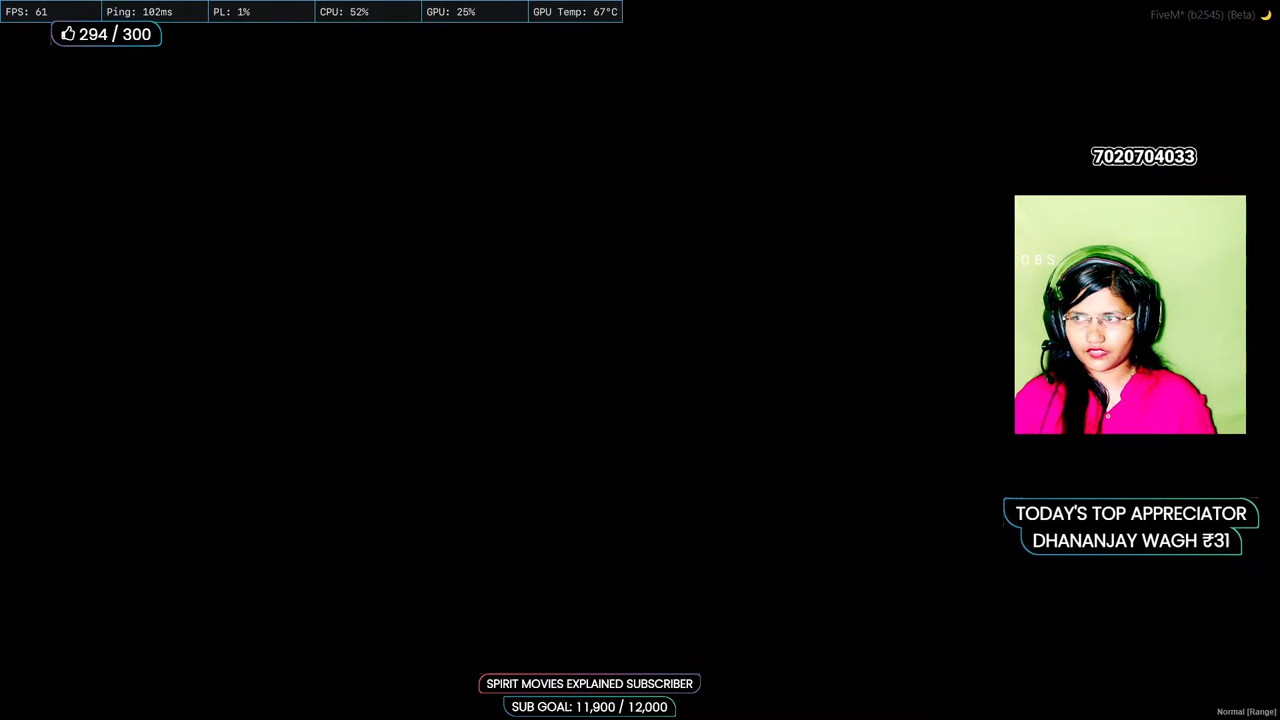 FPS: 61 Ping: 102ms PL: 1% CPU: 52% GPU: 25% GPU Temp: 67°C
FiveM* (b2545) (Beta)
294 / 300
7020704033
OBS
TODAY'S TOP APPRECIATOR
DHANANJAY WAGH ₹31
SPIRIT MOVIES EXPLAINED SUBSCRIBER
SUB GOAL: 11,900 / 12,000
Normal [Range]